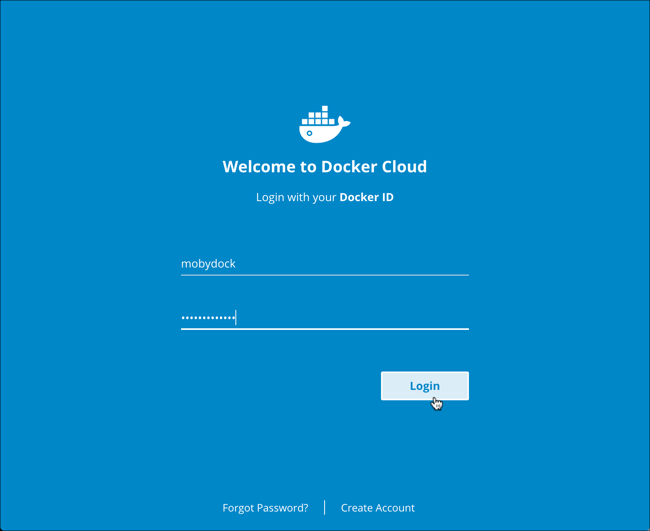 Welcome to Docker Cloud
Login with your Docker ID
mobydock
•••••••••••••
Login
Forgot Password?
Create Account